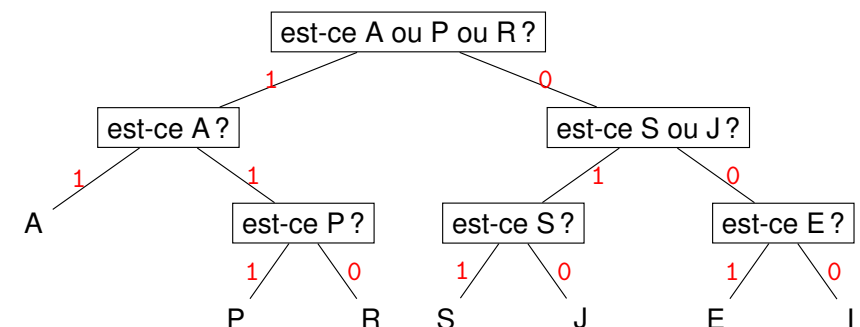 est-ce A ou P ou R ?
1 0
est-ce A ? est-ce S ou J ?
1 1 1 0
A est-ce P ? est-ce S ? est-ce E ?
1 0 1 0 1 0
P R S J E I